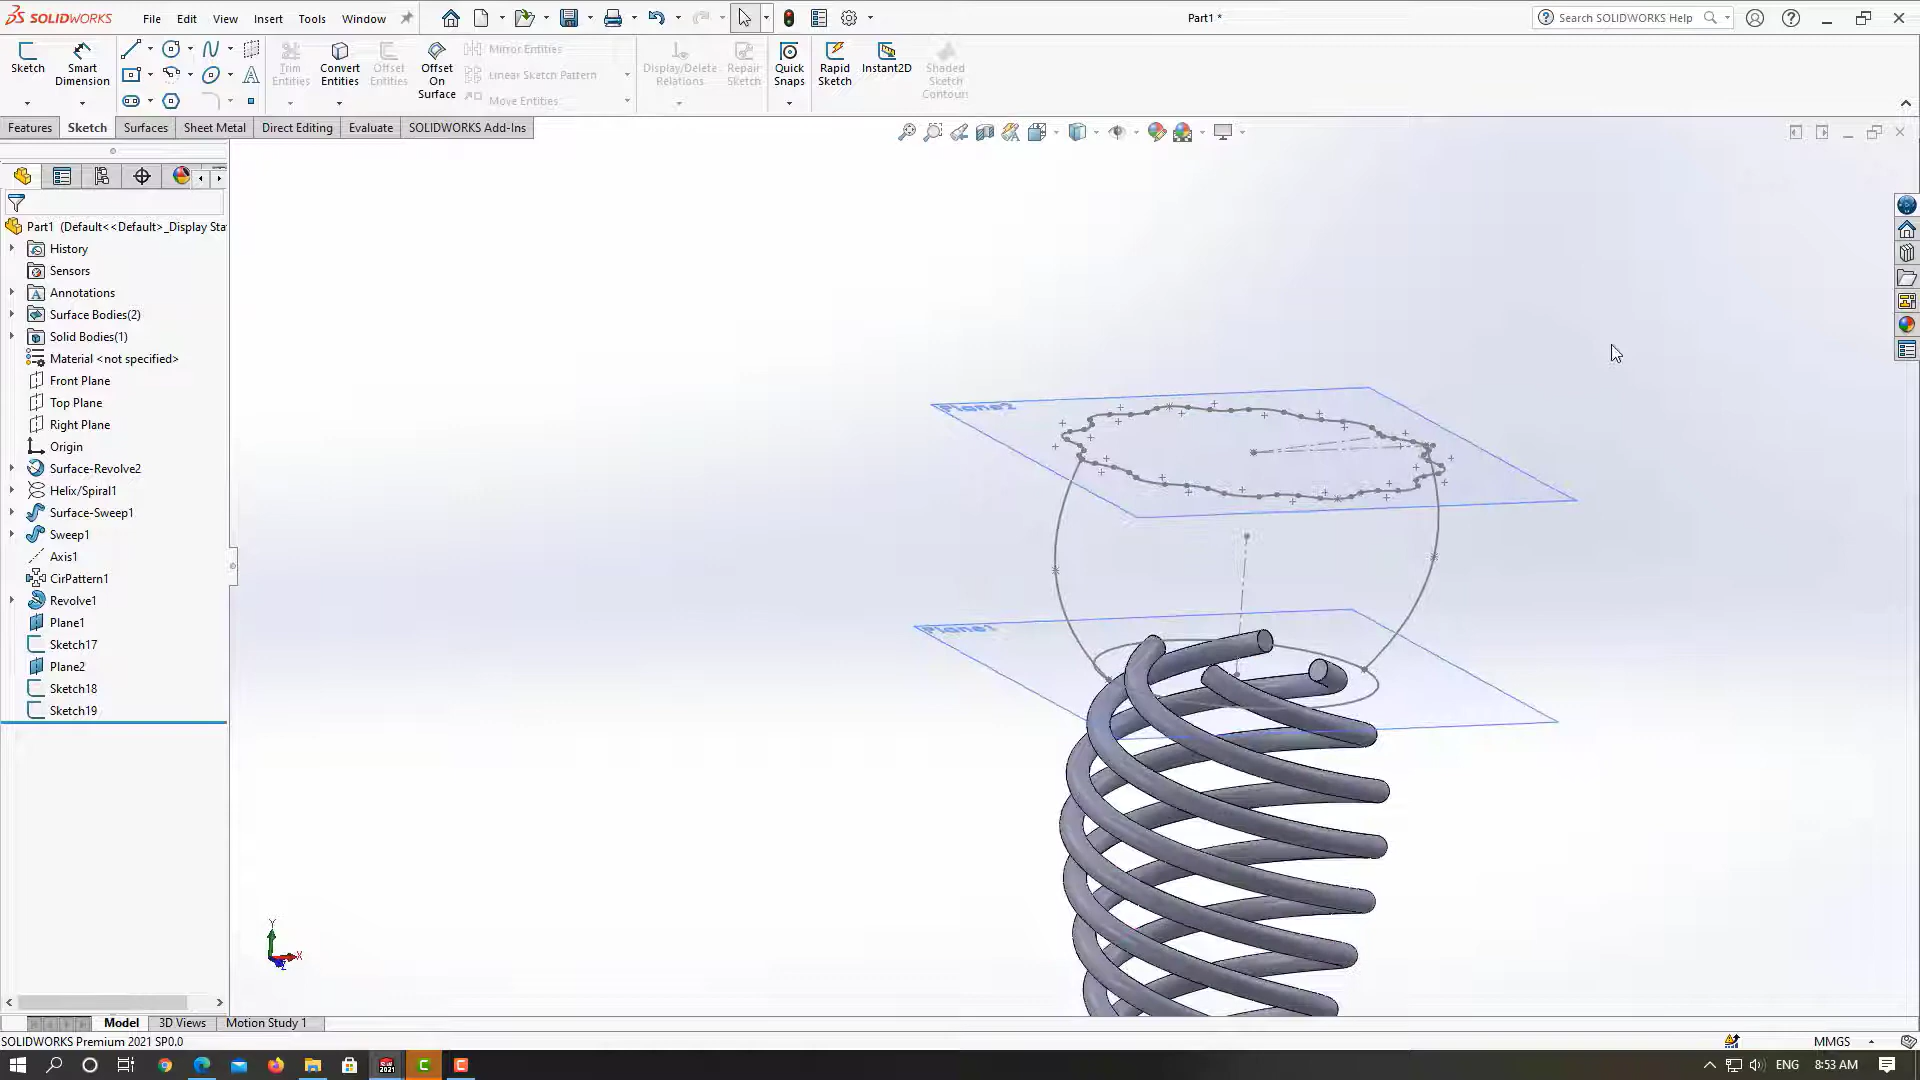 SOLIDWORKS File Edit View Insert Tools Window Part1 * Search SOLIDWORKS Help
Sketch Smart Dimension Trim Entities Convert Entities Offset Entities Offset On Surface Mirror Entities Linear Sketch Pattern Move Entities Display/Delete Relations Repair Sketch Quick Snaps Rapid Sketch Instant2D Shaded Sketch Contours
Features Sketch Surfaces Sheet Metal Direct Editing Evaluate SOLIDWORKS Add-Ins
Part1 (Default<<Default>_Display Sta
History
Sensors
Annotations
Surface Bodies(2)
Solid Bodies(1)
Material <not specified>
Front Plane
Top Plane
Right Plane
Origin
Surface-Revolve2
Helix/Spiral1
Surface-Sweep1
Sweep1
Axis1
CirPattern1
Revolve1
Plane1
Sketch17
Plane2
Sketch18
Sketch19
Plane2
Plane1
Y
X
Z
Model 3D Views Motion Study 1
SOLIDWORKS Premium 2021 SP0.0 MMGS
2021 ENG 8:53 AM